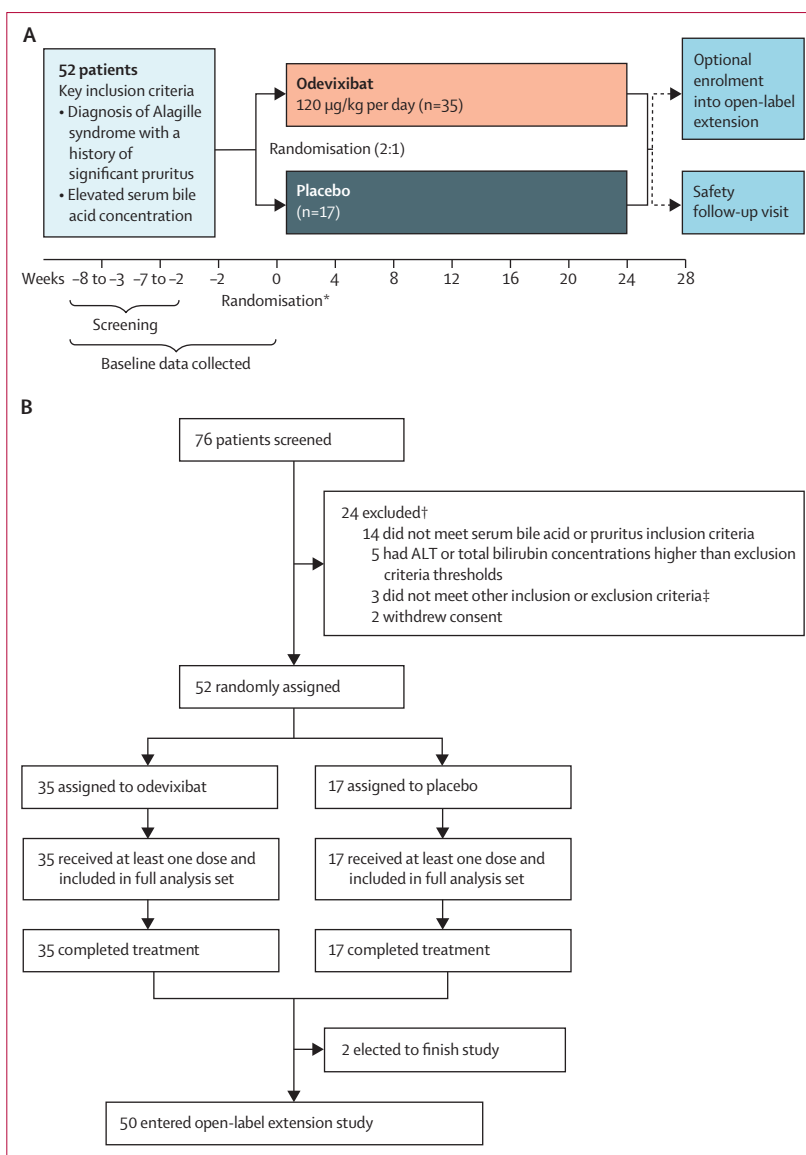 A
52 patients
Key inclusion criteria
• Diagnosis of Alagille
syndrome with a
history of
significant pruritus
• Elevated serum bile
acid concentration
Odevixibat
120 µg/kg per day (n=35)
Randomisation (2:1)
Placebo
(n=17)
Optional
enrolment
into open-label
extension
Safety
follow-up visit
Weeks –8 to –3 –7 to –2 –2 0 4 8 12 16 20 24 28
Randomisation*
Screening
Baseline data collected
B
76 patients screened
24 excluded†
14 did not meet serum bile acid or pruritus inclusion criteria
5 had ALT or total bilirubin concentrations higher than exclusion
criteria thresholds
3 did not meet other inclusion or exclusion criteria‡
2 withdrew consent
52 randomly assigned
35 assigned to odevixibat
17 assigned to placebo
35 received at least one dose and
included in full analysis set
17 received at least one dose and
included in full analysis set
35 completed treatment
17 completed treatment
2 elected to finish study
50 entered open-label extension study